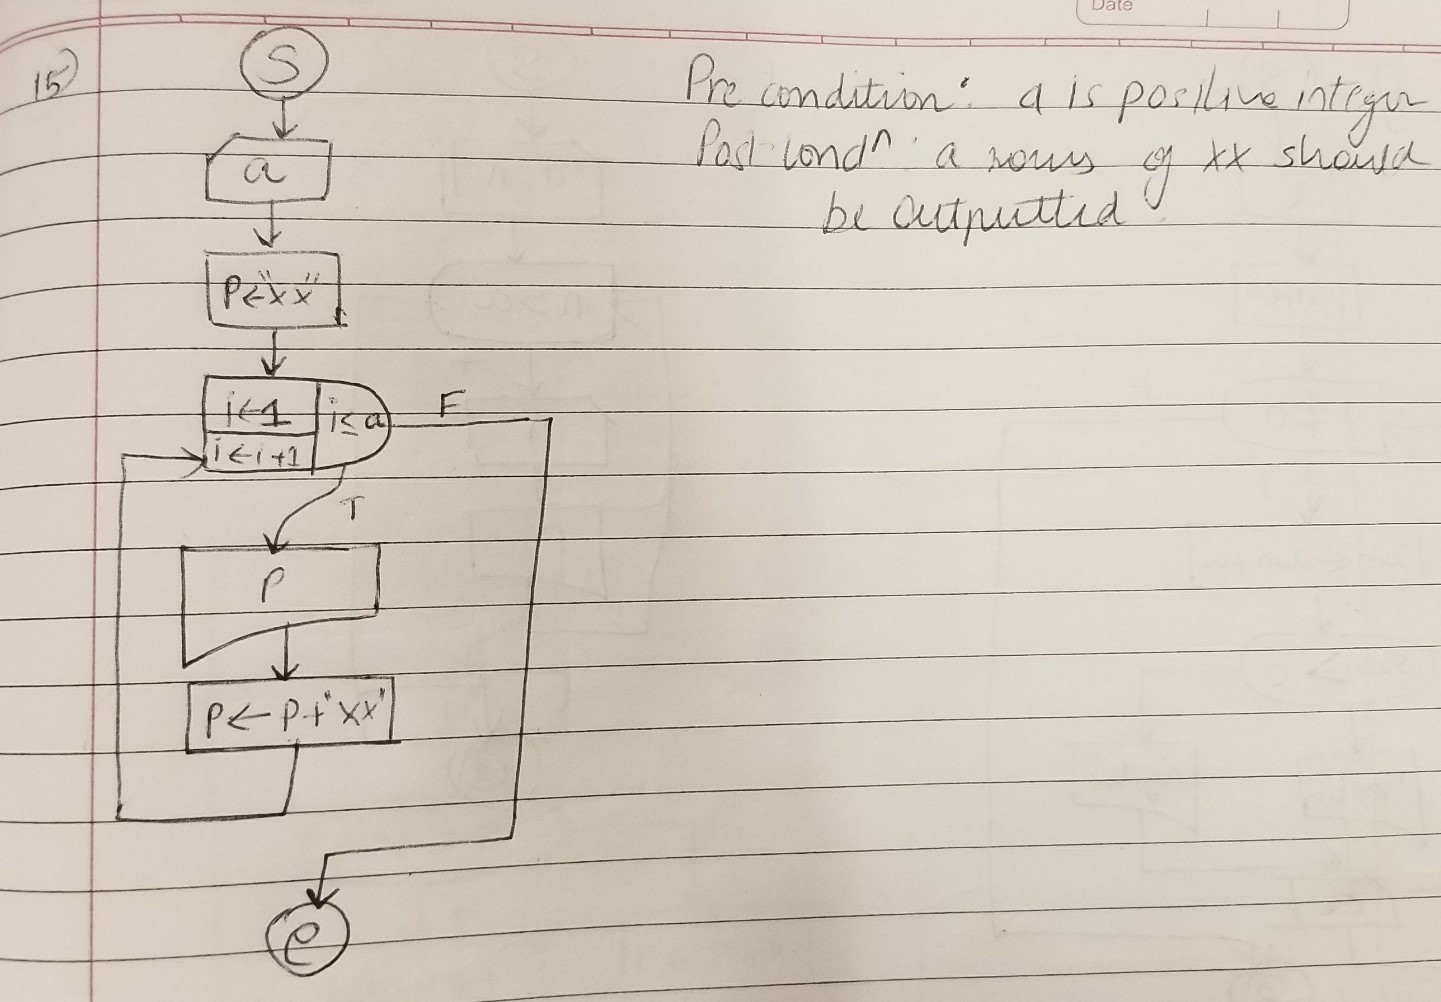 Date
15)
S
Pre condition: a is positive integer
a
Post condn : a rows of xx should
be outputted
P←"xx"
i←1
i≤a
F
i←i+1
T
P
P←P+"xx"
e